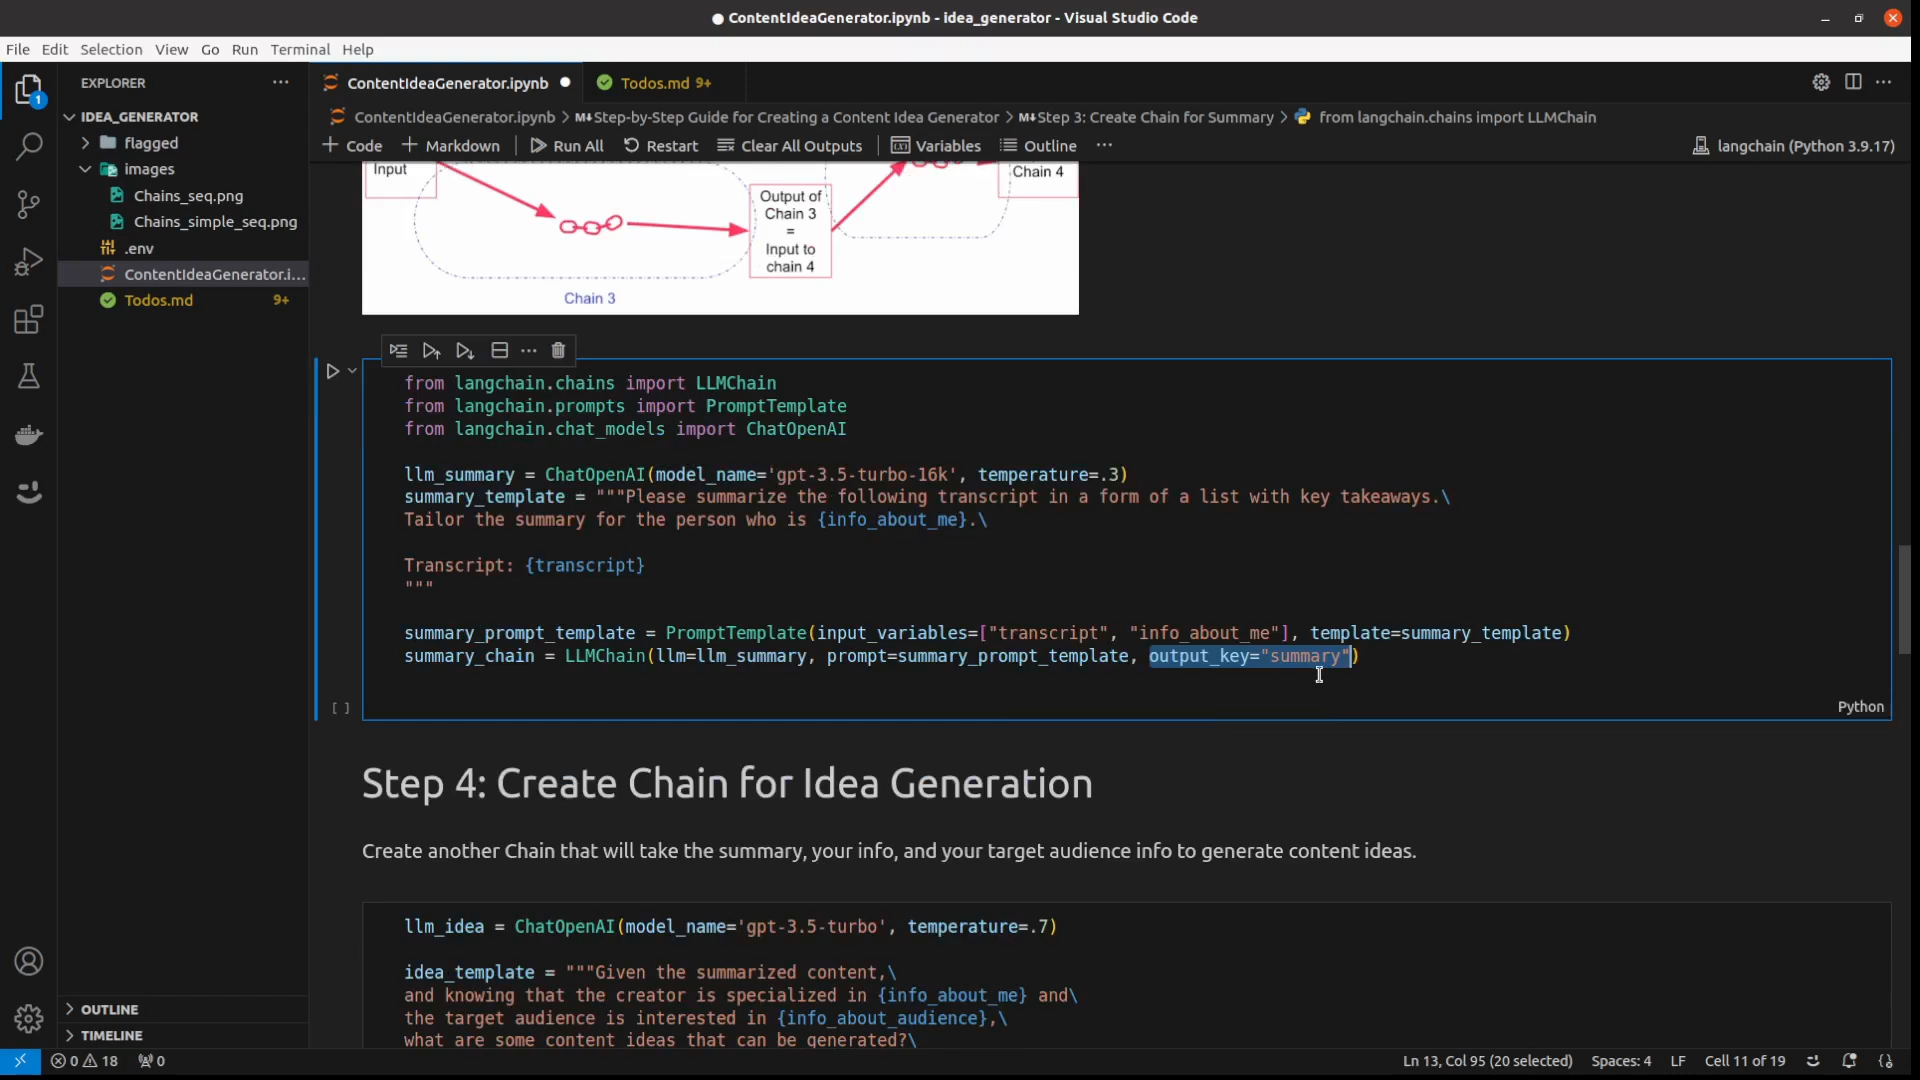 ContentIdeaGenerator.ipynb - idea_generator - Visual Studio Code
File Edit Selection View Go Run Terminal Help
EXPLORER
1
IDEA_GENERATOR
flagged
images
Chains_seq.png
Chains_simple_seq.png
.env
ContentIdeaGenerator.i...
Todos.md 9+
OUTLINE
TIMELINE
ContentIdeaGenerator.ipynb
Todos.md 9+
ContentIdeaGenerator.ipynb > M↓Step-by-Step Guide for Creating a Content Idea Generator > M↓Step 3: Create Chain for Summary > from langchain.chains import LLMChain
+ Code + Markdown Run All Restart Clear All Outputs Variables Outline ... langchain (Python 3.9.17)
Input
Output of
Chain 3
=
Input to
chain 4
Chain 4
Chain 3
from langchain.chains import LLMChain
from langchain.prompts import PromptTemplate
from langchain.chat_models import ChatOpenAI
llm_summary = ChatOpenAI(model_name='gpt-3.5-turbo-16k', temperature=.3)
summary_template = """Please summarize the following transcript in a form of a list with key takeaways.\
Tailor the summary for the person who is {info_about_me}.\
Transcript: {transcript}
"""
summary_prompt_template = PromptTemplate(input_variables=["transcript", "info_about_me"], template=summary_template)
summary_chain = LLMChain(llm=llm_summary, prompt=summary_prompt_template, output_key="summary")
[ ]
Python
Step 4: Create Chain for Idea Generation
Create another Chain that will take the summary, your info, and your target audience info to generate content ideas.
llm_idea = ChatOpenAI(model_name='gpt-3.5-turbo', temperature=.7)
idea_template = """Given the summarized content,\
and knowing that the creator is specialized in {info_about_me} and\
the target audience is interested in {info_about_audience},\
what are some content ideas that can be generated?\
0 18 0
Ln 13, Col 95 (20 selected) Spaces: 4 LF Cell 11 of 19